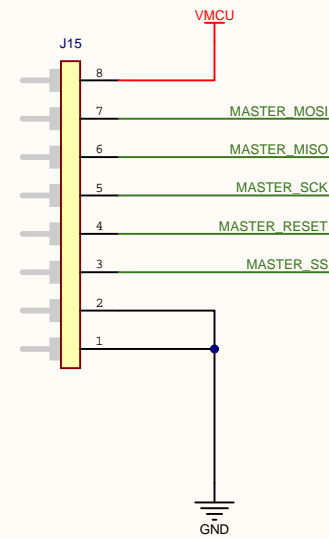 VMCU
J15
8
7 MASTER_MOSI
6 MASTER_MISO
5 MASTER_SCK
4 MASTER_RESET
3 MASTER_SS
2
1
GND